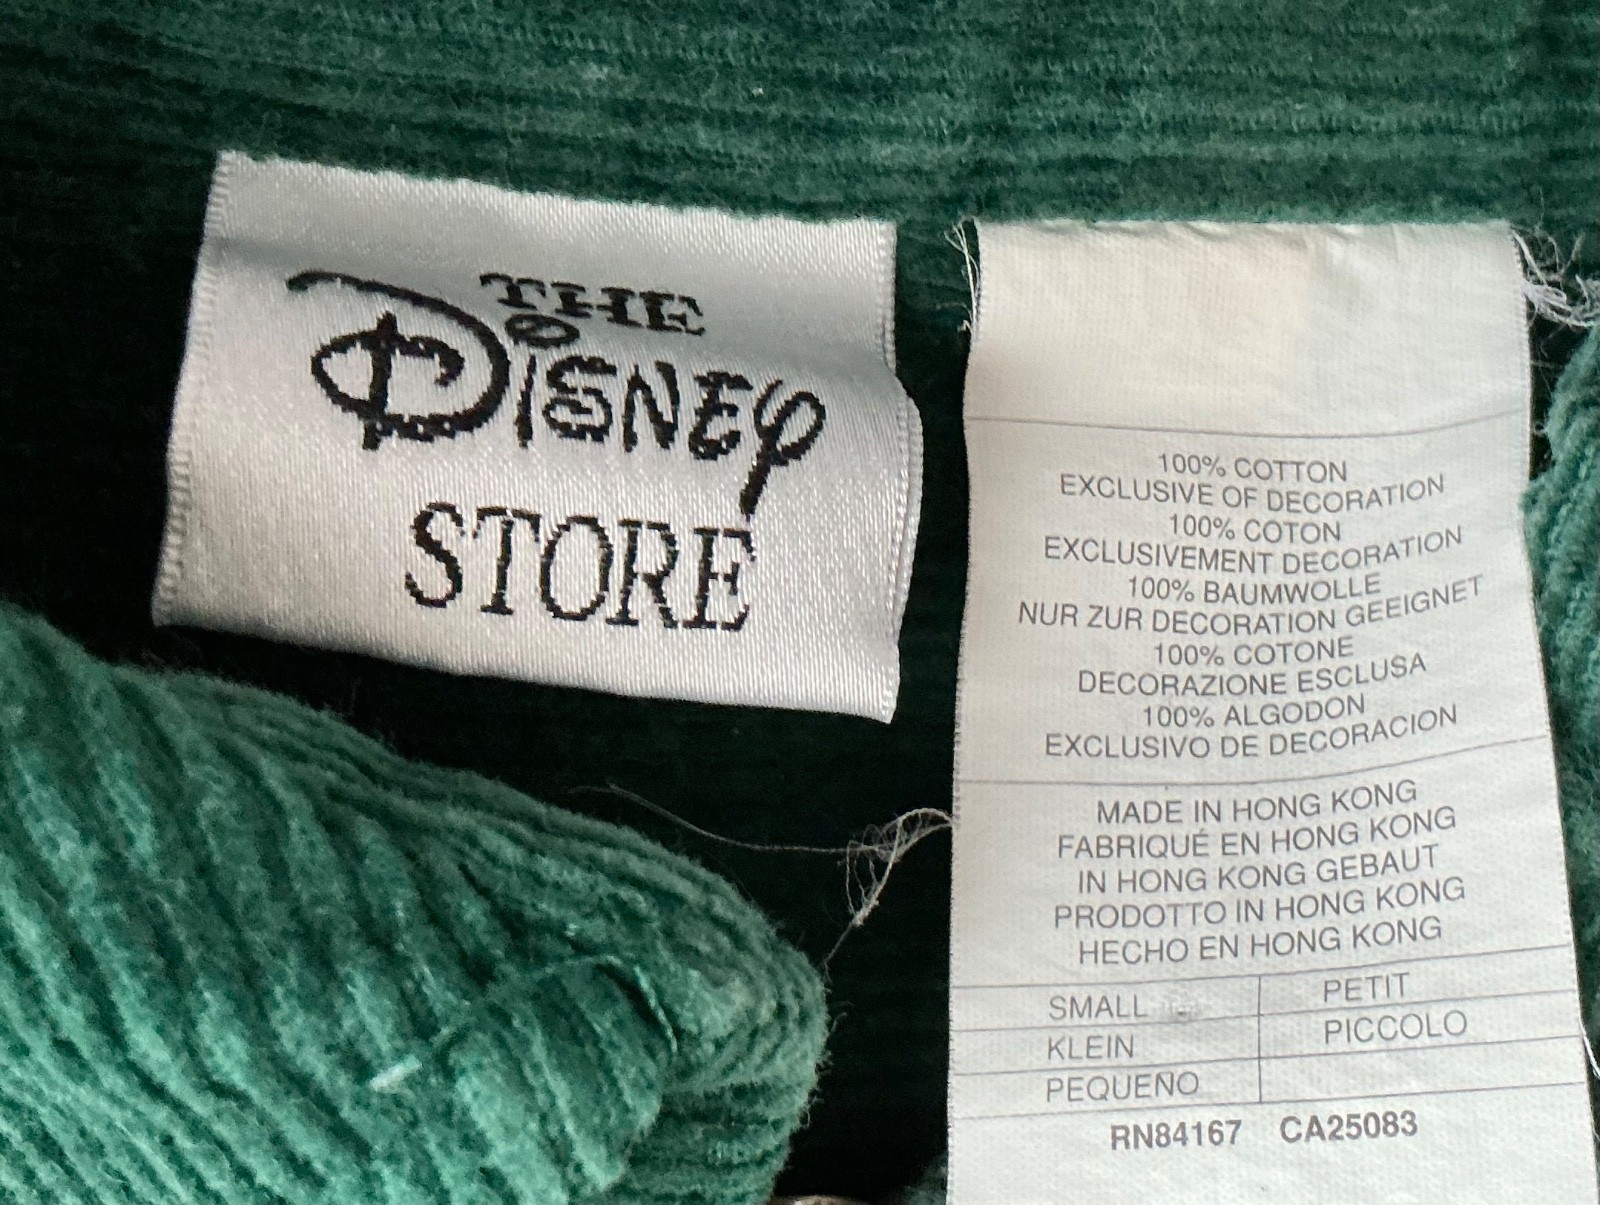 THE
DISNEY
STORE
100% COTTON
EXCLUSIVE OF DECORATION
100% COTON
EXCLUSIVEMENT DECORATION
100% BAUMWOLLE
NUR ZUR DECORATION GEEIGNET
100% COTONE
DECORAZIONE ESCLUSA
100% ALGODON
EXCLUSIVO DE DECORACION
MADE IN HONG KONG
FABRIQUÉ EN HONG KONG
IN HONG KONG GEBAUT
PRODOTTO IN HONG KONG
HECHO EN HONG KONG
SMALL PETIT
KLEIN PICCOLO
PEQUENO
RN84167 CA25083